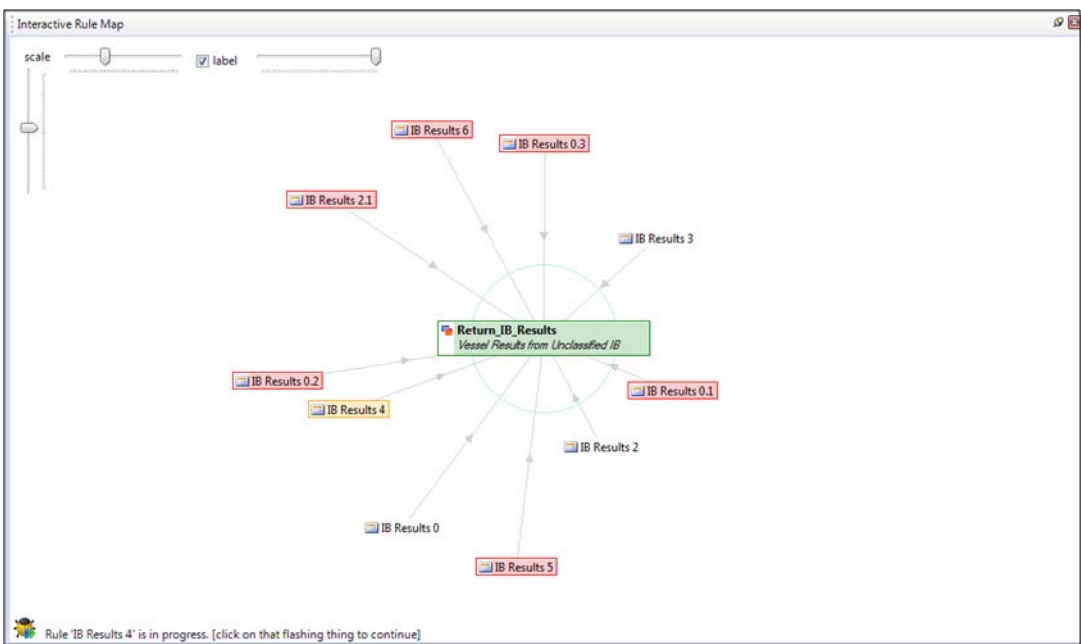 Interactive Rule Map
scale
label
IB Results 6
IB Results 0.3
IB Results 2.1
IB Results 3
Return_IB_Results
Vessel Results from Unclassified IB
IB Results 0.2
IB Results 0.1
IB Results 4
IB Results 2
IB Results 0
IB Results 5
Rule 'IB Results 4' is in progress. [click on that flashing thing to continue]